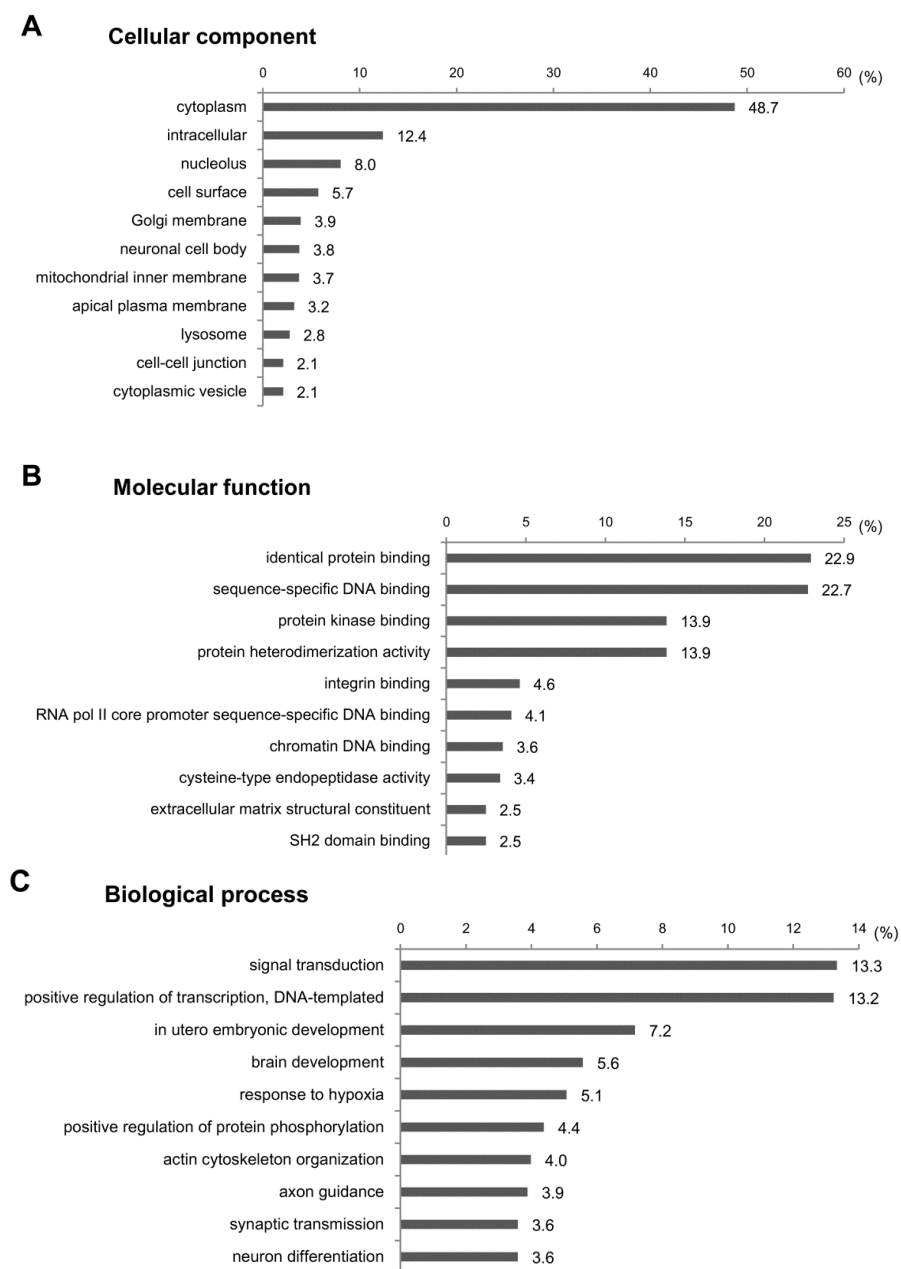 A
Cellular component
0 10 20 30 40 50 60 (%)
cytoplasm 48.7
intracellular 12.4
nucleolus 8.0
cell surface 5.7
Golgi membrane 3.9
neuronal cell body 3.8
mitochondrial inner membrane 3.7
apical plasma membrane 3.2
lysosome 2.8
cell-cell junction 2.1
cytoplasmic vesicle 2.1
B
Molecular function
0 5 10 15 20 25 (%)
identical protein binding 22.9
sequence-specific DNA binding 22.7
protein kinase binding 13.9
protein heterodimerization activity 13.9
integrin binding 4.6
RNA pol II core promoter sequence-specific DNA binding 4.1
chromatin DNA binding 3.6
cysteine-type endopeptidase activity 3.4
extracellular matrix structural constituent 2.5
SH2 domain binding 2.5
C
Biological process
0 2 4 6 8 10 12 14 (%)
signal transduction 13.3
positive regulation of transcription, DNA-templated 13.2
in utero embryonic development 7.2
brain development 5.6
response to hypoxia 5.1
positive regulation of protein phosphorylation 4.4
actin cytoskeleton organization 4.0
axon guidance 3.9
synaptic transmission 3.6
neuron differentiation 3.6